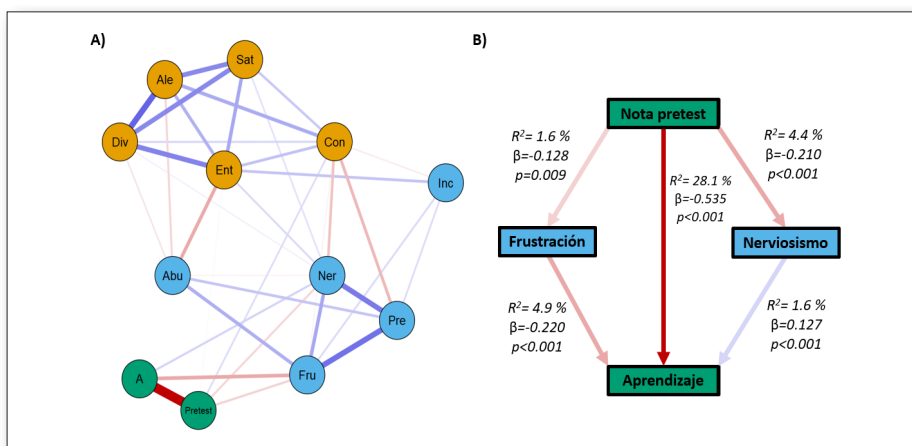 A)
Sat
Ale
Div
Ent
Con
Inc
Abu
Ner
Pre
Fru
A
Pretest
B)
Nota pretest
R²= 1.6 %
β=-0.128
p=0.009
R²= 28.1 %
β=-0.535
p<0.001
R²= 4.4 %
β=-0.210
p<0.001
Frustración
Nerviosismo
R²= 4.9 %
β=-0.220
p<0.001
R²= 1.6 %
β=0.127
p<0.001
Aprendizaje